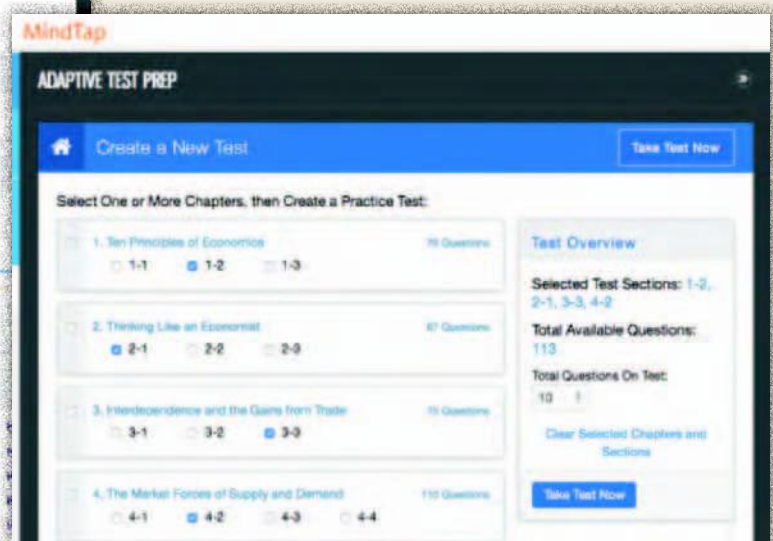 MindTap
ADAPTIVE TEST PREP
Create a New Test
Take Test Now
Select One or More Chapters, then Create a Practice Test:
1. Ten Principles of Economics
1-1 1-2 1-3
2. Thinking Like an Economist
67 Questions
2-1 2-2 2-3
3. Interdependence and the Gains from Trade
3-1 3-2 3-3
4. The Market Forces of Supply and Demand
110 Questions
4-1 4-2 4-3 4-4
Test Overview
Selected Test Sections: 1-2,
2-1, 3-3, 4-2
Total Available Questions:
113
Total Questions On Test:
10
Clear Selected Chapters and
Sections
Take Test Now